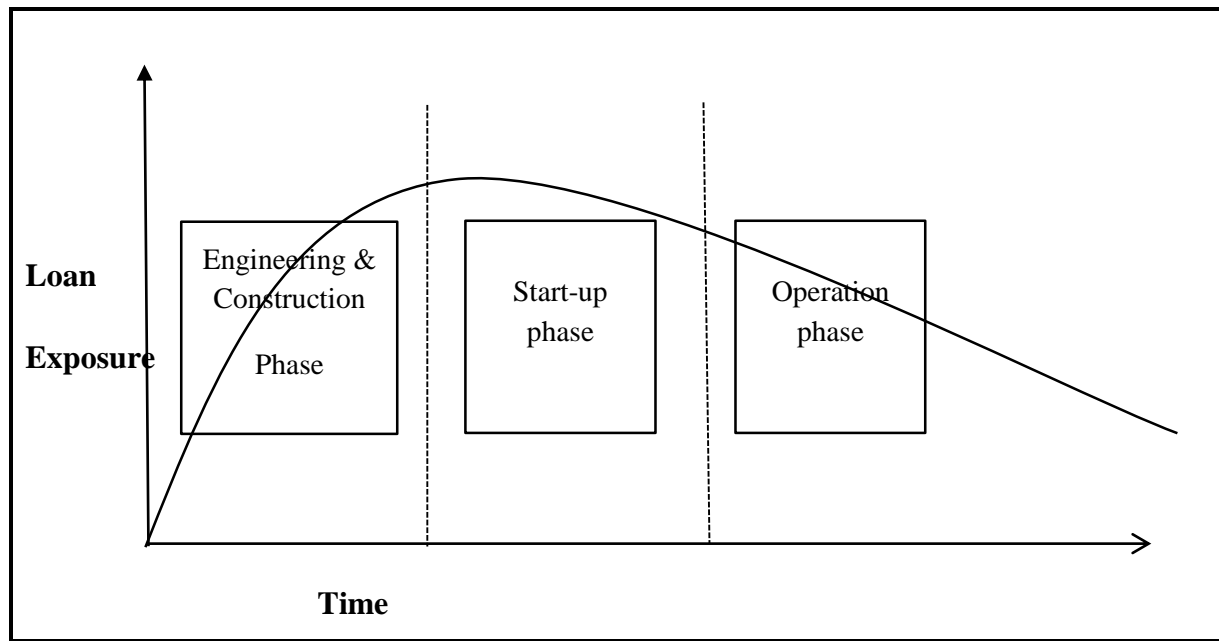 Engineering &
Construction
Phase
Start-up
phase
Operation
phase
Loan
Exposure
Time